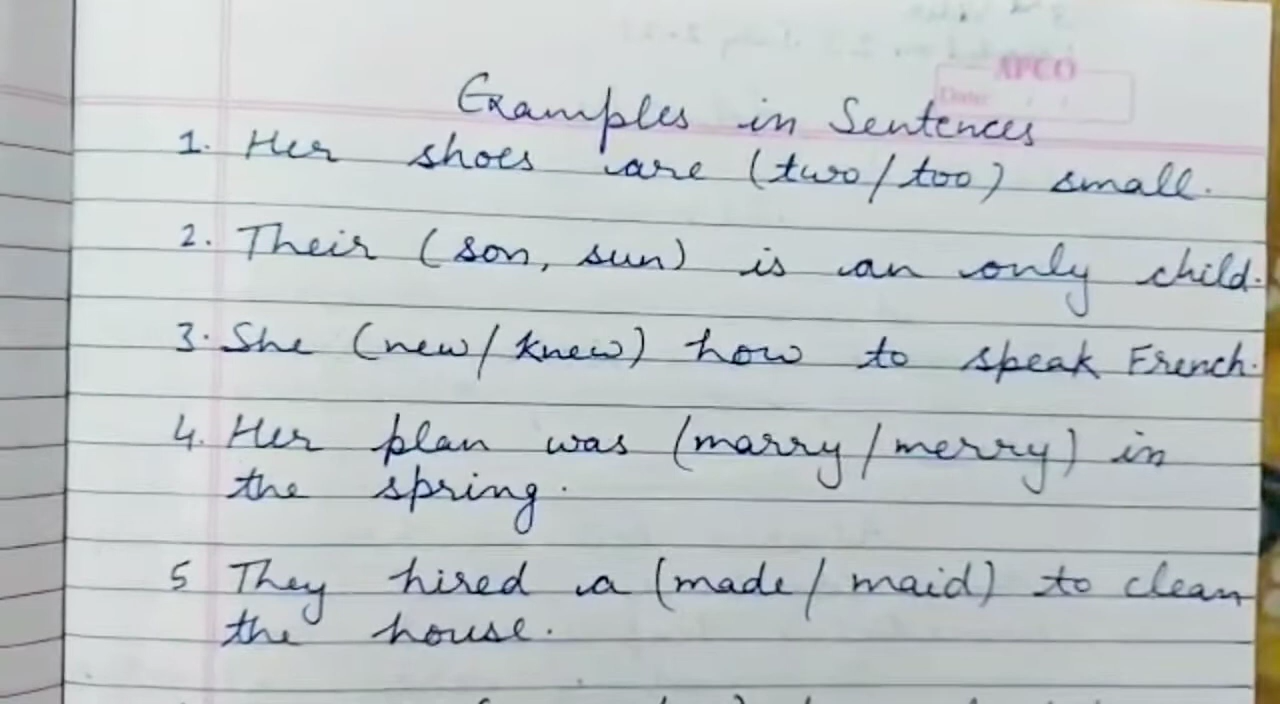 APCO
Date:
Examples in Sentences
1. Her shoes are (two/too) small.
2. Their (son, sun) is an only child.
3. She (new/knew) how to speak French.
4. Her plan was (marry/merry) in
the spring.
5 They hired a (made/maid) to clean
the house.